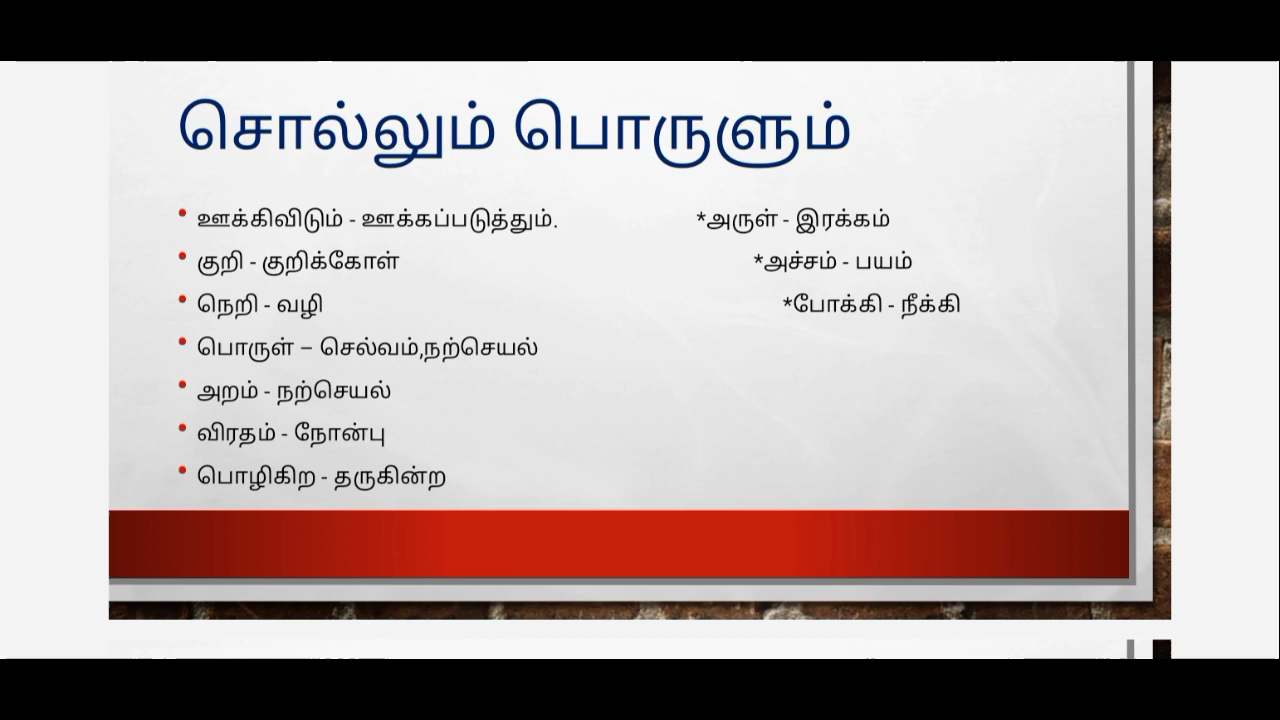 சொல்லும் பொருளும்
• ஊக்கிவிடும் - ஊக்கப்படுத்தும். *அருள் - இரக்கம்
• குறி - குறிக்கோள் *அச்சம் - பயம்
• நெறி - வழி *போக்கி - நீக்கி
• பொருள் – செல்வம்,நற்செயல்
• அறம் - நற்செயல்
• விரதம் - நோன்பு
• பொழிகிற - தருகின்ற